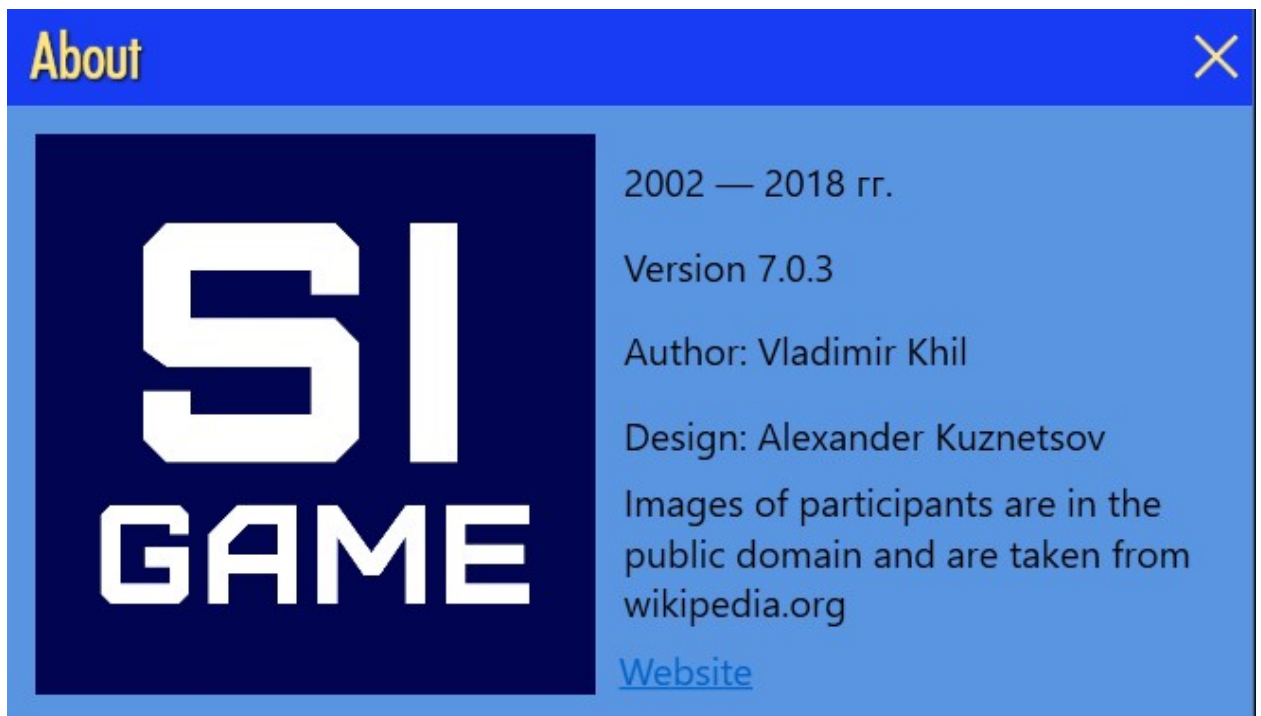 About
SI
GAME
2002 — 2018 гг.
Version 7.0.3
Author: Vladimir Khil
Design: Alexander Kuznetsov
Images of participants are in the
public domain and are taken from
wikipedia.org
Website